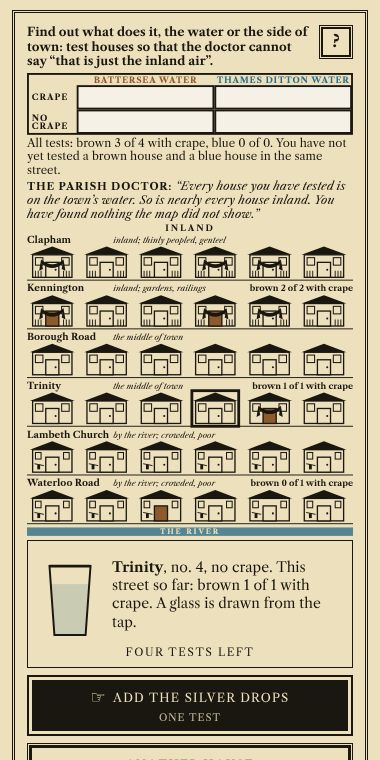 Find out what does it, the water or the side of
town: test houses so that the doctor cannot
say “that is just the inland air”.
?
BATTERSEA WATER THAMES DITTON WATER
CRAPE
NO
CRAPE
All tests: brown 3 of 4 with crape, blue 0 of 0. You have not
yet tested a brown house and a blue house in the same
street.
THE PARISH DOCTOR: “Every house you have tested is
on the town’s water. So is nearly every house inland. You
have found nothing the map did not show.”
INLAND
Clapham inland; thinly peopled, genteel
Kennington inland; gardens, railings brown 2 of 2 with crape
Borough Road the middle of town
Trinity the middle of town brown 1 of 1 with crape
Lambeth Church by the river; crowded, poor
Waterloo Road by the river; crowded, poor brown 0 of 1 with crape
THE RIVER
Trinity, no. 4, no crape. This
street so far: brown 1 of 1 with
crape. A glass is drawn from the
tap.
FOUR TESTS LEFT
☞ ADD THE SILVER DROPS
ONE TEST